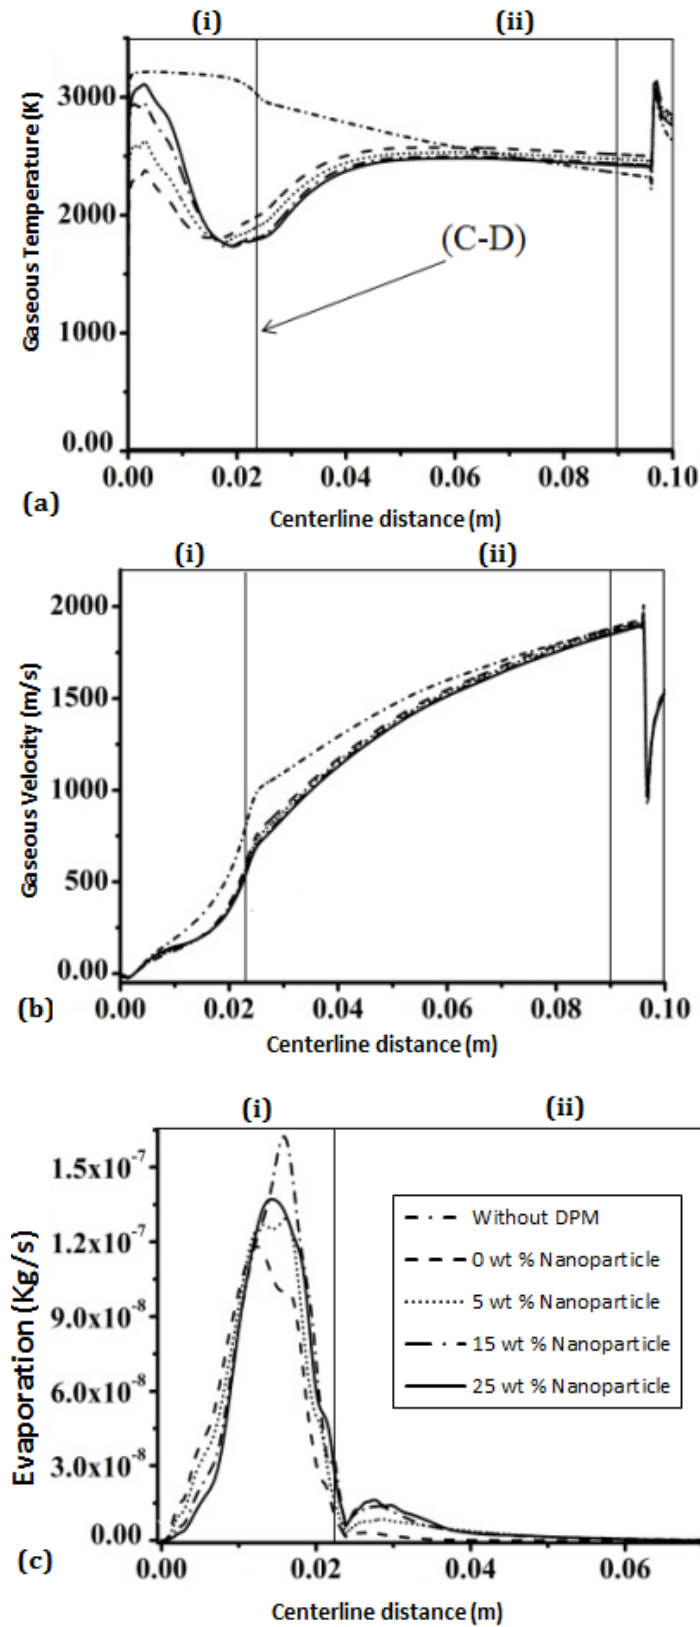 (i) (ii)
Gaseous Temperature (K)
3000
2000
1000
0.00
(C-D)
0.00 0.02 0.04 0.06 0.08 0.10
(a)
Centerline distance (m)
(i) (ii)
Gaseous Velocity (m/s)
2000
1500
1000
500
0.00
0.00 0.02 0.04 0.06 0.08 0.10
(b)
Centerline distance (m)
(i) (ii)
Evaporation (Kg/s)
1.5x10-7
1.2x10-7
9.0x10-8
6.0x10-8
3.0x10-8
0.00
Without DPM
0 wt % Nanoparticle
5 wt % Nanoparticle
15 wt % Nanoparticle
25 wt % Nanoparticle
0.00 0.02 0.04 0.06
(c)
Centerline distance (m)